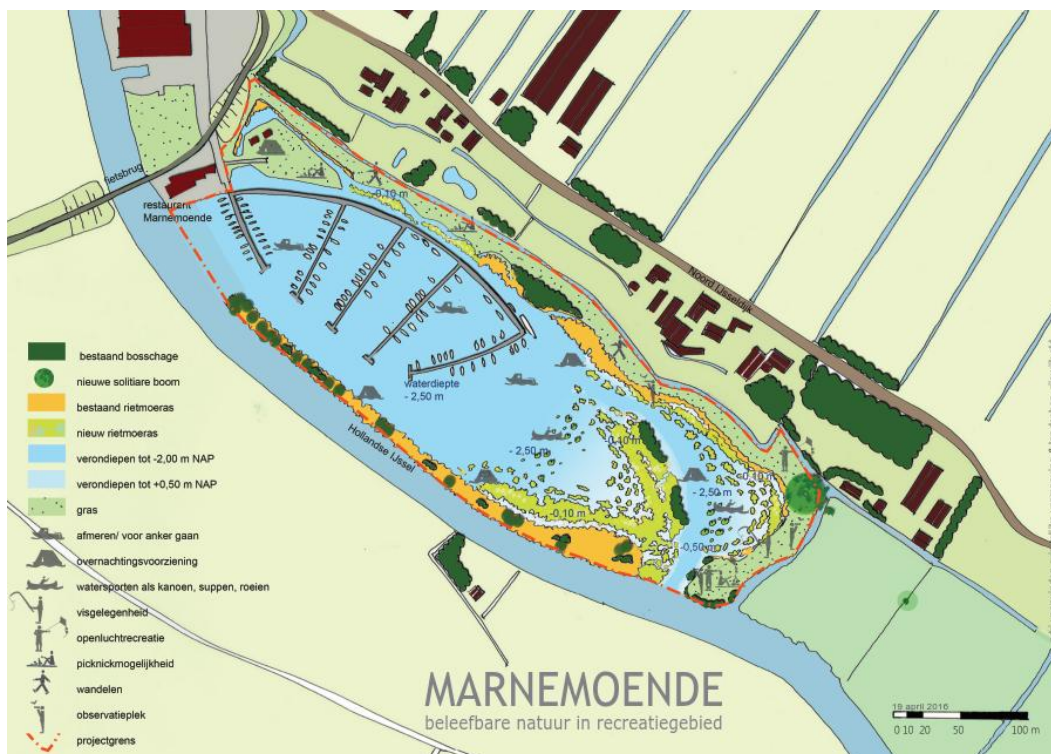 fietsbrug
restaurant
Marnemoende
-0,10 m
Noord IJsseldijk
waterdiepte
- 2,50 m
Hollandse IJssel
-0,10 m
- 2,50 m
-0,10 m
- 2,50 m
-0,10 m
-0,50 m
bestaand bosschage
nieuwe solitiare boom
bestaand rietmoeras
nieuw rietmoeras
verondiepen tot -2,00 m NAP
verondiepen tot +0,50 m NAP
gras
afmeren/ voor anker gaan
overnachtingsvoorziening
watersporten als kanoen, suppen, roeien
visgelegenheid
openluchtrecreatie
picknickmogelijkheid
wandelen
observatieplek
projectgrens
MARNEMOENDE
beleefbare natuur in recreatiegebied
19 april 2016
0 10 20 50 100 m